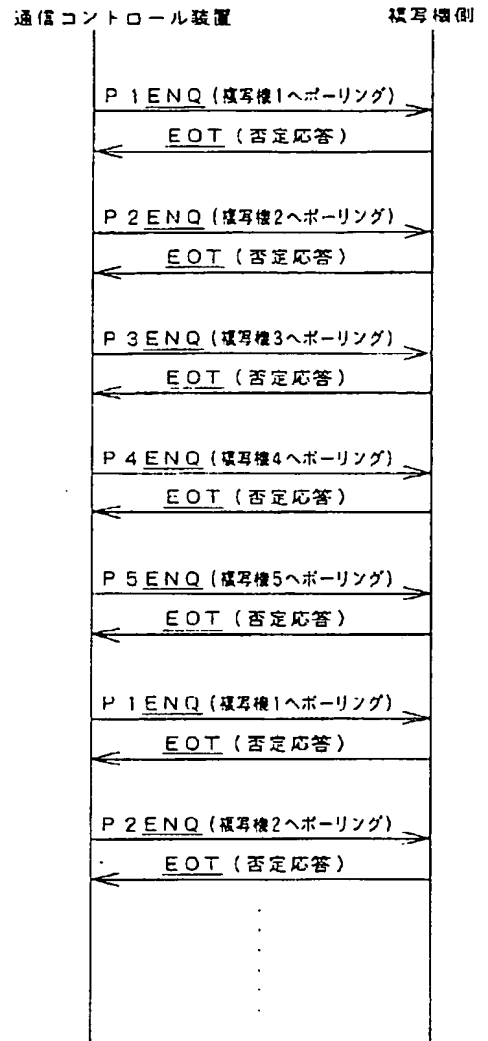 通信コントロール装置 複写機側
P1ENQ(複写機1へポーリング)
EOT(否定応答)
P2ENQ(複写機2へポーリング)
EOT(否定応答)
P3ENQ(複写機3へポーリング)
EOT(否定応答)
P4ENQ(複写機4へポーリング)
EOT(否定応答)
P5ENQ(複写機5へポーリング)
EOT(否定応答)
P1ENQ(複写機1へポーリング)
EOT(否定応答)
P2ENQ(複写機2へポーリング)
EOT(否定応答)